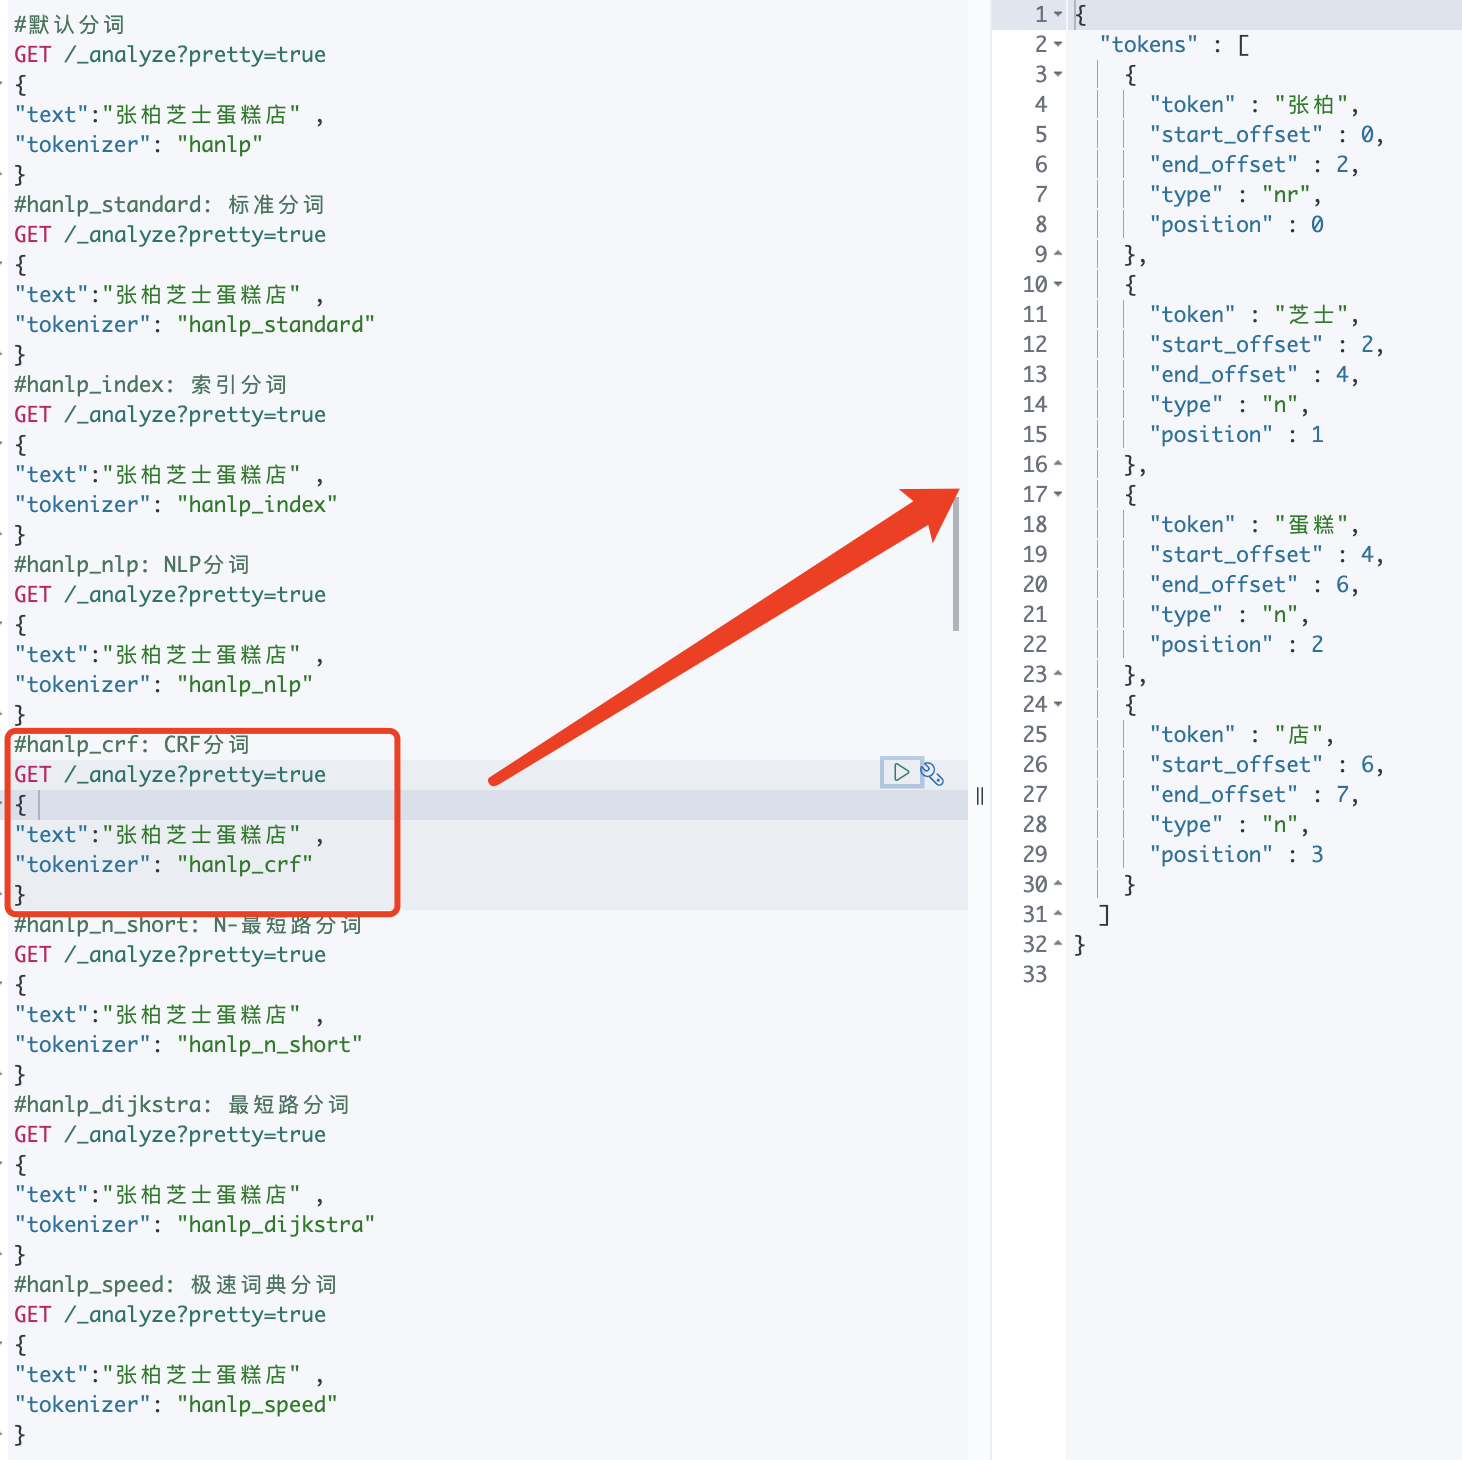 #默认分词
GET /_analyze?pretty=true
{
"text":"张柏芝士蛋糕店" ,
"tokenizer": "hanlp"
}
#hanlp_standard: 标准分词
GET /_analyze?pretty=true
{
"text":"张柏芝士蛋糕店" ,
"tokenizer": "hanlp_standard"
}
#hanlp_index: 索引分词
GET /_analyze?pretty=true
{
"text":"张柏芝士蛋糕店" ,
"tokenizer": "hanlp_index"
}
#hanlp_nlp: NLP分词
GET /_analyze?pretty=true
{
"text":"张柏芝士蛋糕店" ,
"tokenizer": "hanlp_nlp"
}
#hanlp_crf: CRF分词
GET /_analyze?pretty=true
{
"text":"张柏芝士蛋糕店" ,
"tokenizer": "hanlp_crf"
}
#hanlp_n_short: N-最短路分词
GET /_analyze?pretty=true
{
"text":"张柏芝士蛋糕店" ,
"tokenizer": "hanlp_n_short"
}
#hanlp_dijkstra: 最短路分词
GET /_analyze?pretty=true
{
"text":"张柏芝士蛋糕店" ,
"tokenizer": "hanlp_dijkstra"
}
#hanlp_speed: 极速词典分词
GET /_analyze?pretty=true
{
"text":"张柏芝士蛋糕店" ,
"tokenizer": "hanlp_speed"
}
1 {
2 "tokens" : [
3 {
4 "token" : "张柏",
5 "start_offset" : 0,
6 "end_offset" : 2,
7 "type" : "nr",
8 "position" : 0
9 },
10 {
11 "token" : "芝士",
12 "start_offset" : 2,
13 "end_offset" : 4,
14 "type" : "n",
15 "position" : 1
16 },
17 {
18 "token" : "蛋糕",
19 "start_offset" : 4,
20 "end_offset" : 6,
21 "type" : "n",
22 "position" : 2
23 },
24 {
25 "token" : "店",
26 "start_offset" : 6,
27 "end_offset" : 7,
28 "type" : "n",
29 "position" : 3
30 }
31 ]
32 }
33